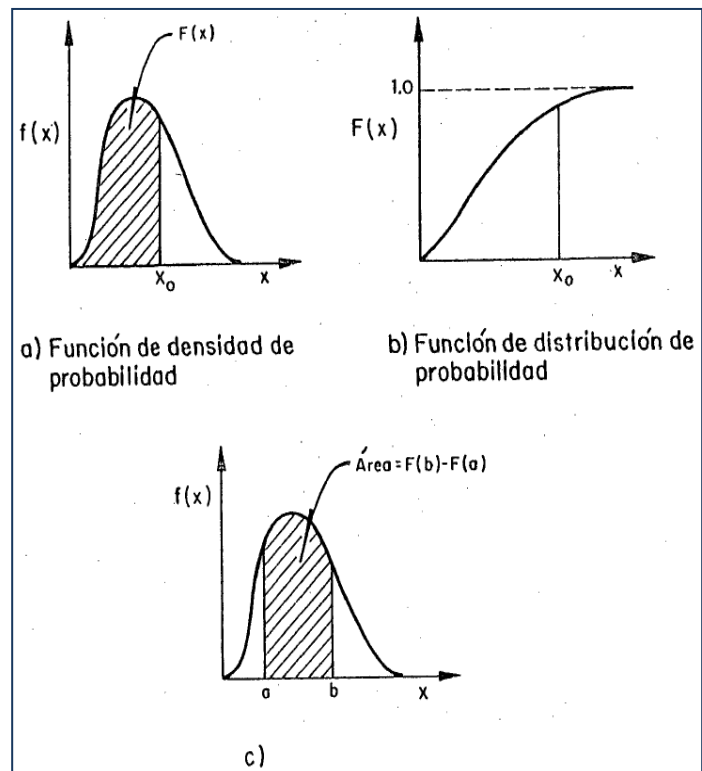 F(x)
f(x)
x₀
x
a) Función de densidad de
probabilidad
1.0
F(x)
x₀
x
b) Función de distribución de
probabilidad
Área = F(b)-F(a)
f(x)
a
b
x
c)